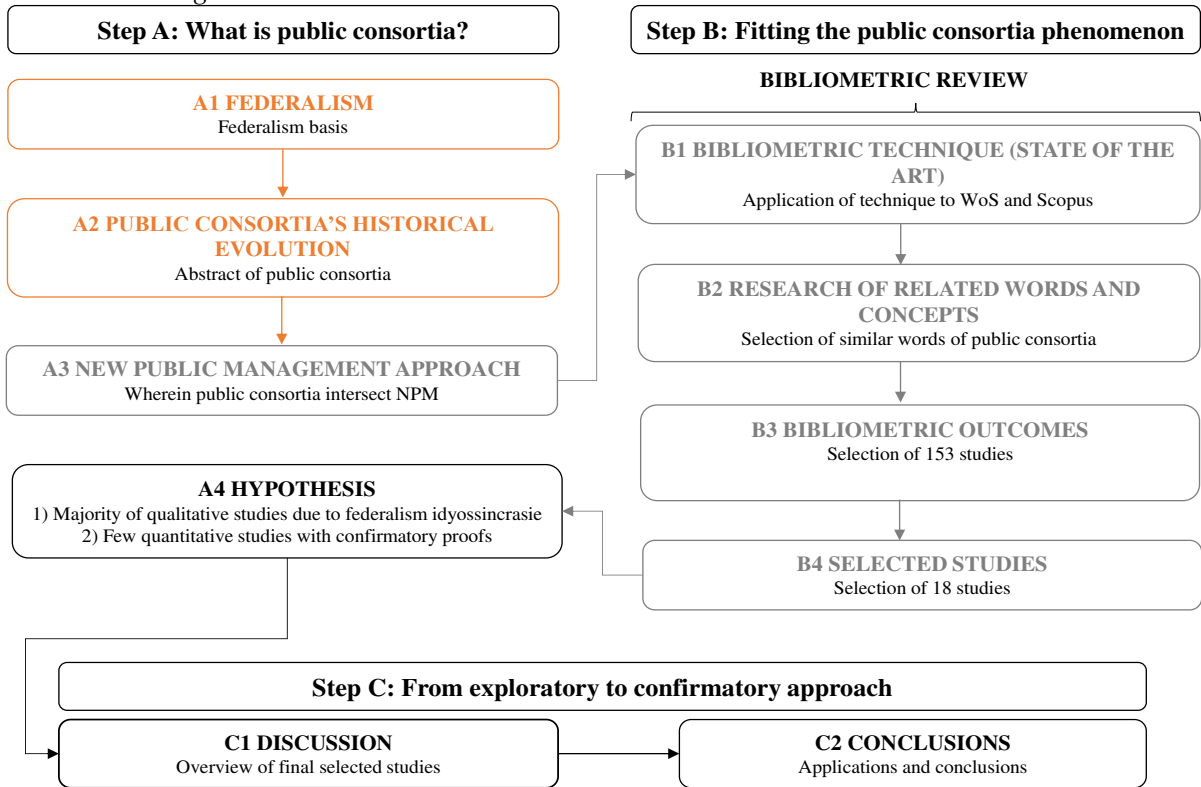 Step A: What is public consortia?
A1 FEDERALISM
Federalism basis
A2 PUBLIC CONSORTIA'S HISTORICAL
EVOLUTION
Abstract of public consortia
A3 NEW PUBLIC MANAGEMENT APPROACH
Wherein public consortia intersect NPM
Step B: Fitting the public consortia phenomenon
BIBLIOMETRIC REVIEW
B1 BIBLIOMETRIC TECHNIQUE (STATE OF THE
ART)
Application of technique to WoS and Scopus
B2 RESEARCH OF RELATED WORDS AND
CONCEPTS
Selection of similar words of public consortia
B3 BIBLIOMETRIC OUTCOMES
Selection of 153 studies
B4 SELECTED STUDIES
Selection of 18 studies
A4 HYPOTHESIS
1) Majority of qualitative studies due to federalism idyossincrasie
2) Few quantitative studies with confirmatory proofs
Step C: From exploratory to confirmatory approach
C1 DISCUSSION
Overview of final selected studies
C2 CONCLUSIONS
Applications and conclusions